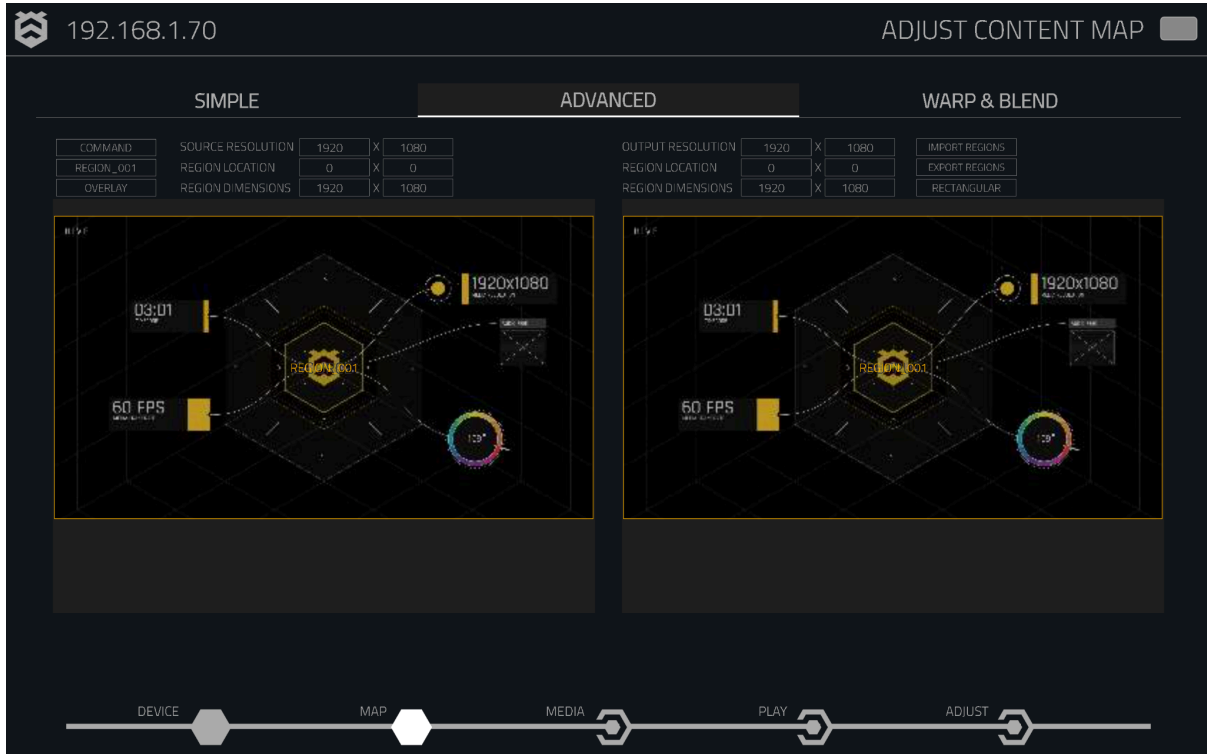 192.168.1.70
ADJUST CONTENT MAP
SIMPLE
ADVANCED
WARP & BLEND
COMMAND
SOURCE RESOLUTION 1920 X 1080
OUTPUT RESOLUTION 1920 X 1080
IMPORT REGIONS
REGION_001
REGION LOCATION 0 X 0
REGION LOCATION 0 X 0
EXPORT REGIONS
OVERLAY
REGION DIMENSIONS 1920 X 1080
REGION DIMENSIONS 1920 X 1080
RECTANGULAR
HIVE
1920x1080
03:01
REGION_001
60 FPS
HIVE
1920x1080
03:01
REGION_001
60 FPS
DEVICE
MAP
MEDIA
PLAY
ADJUST